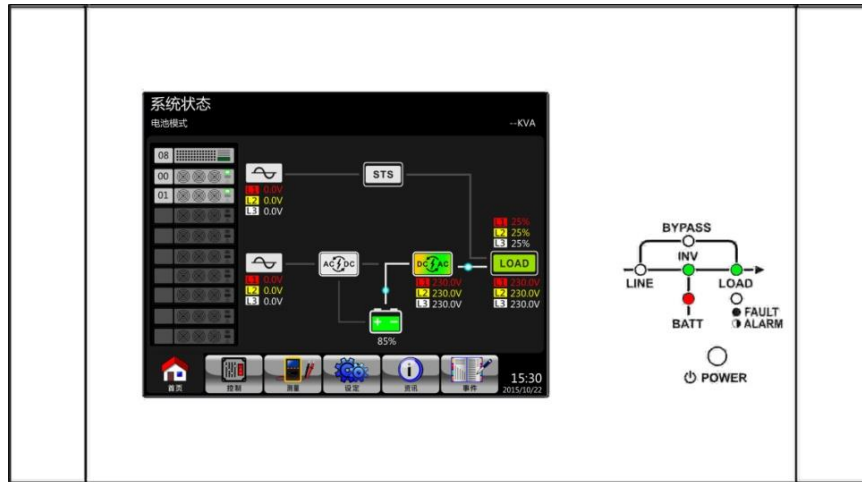 系统状态
电池模式
--KVA
08
00
01
STS
L1 0.0V
L2 0.0V
L3 0.0V
L1 25%
L2 25%
L3 25%
AC DC
DC AC
LOAD
L1 0.0V
L2 0.0V
L3 0.0V
L1 230.0V
L2 230.0V
L3 230.0V
L1 230.0V
L2 230.0V
L3 230.0V
85%
首页
控制
测量
设定
资讯
事件
15:30
2015/10/22
BYPASS
INV
LINE
LOAD
BATT
FAULT
ALARM
POWER